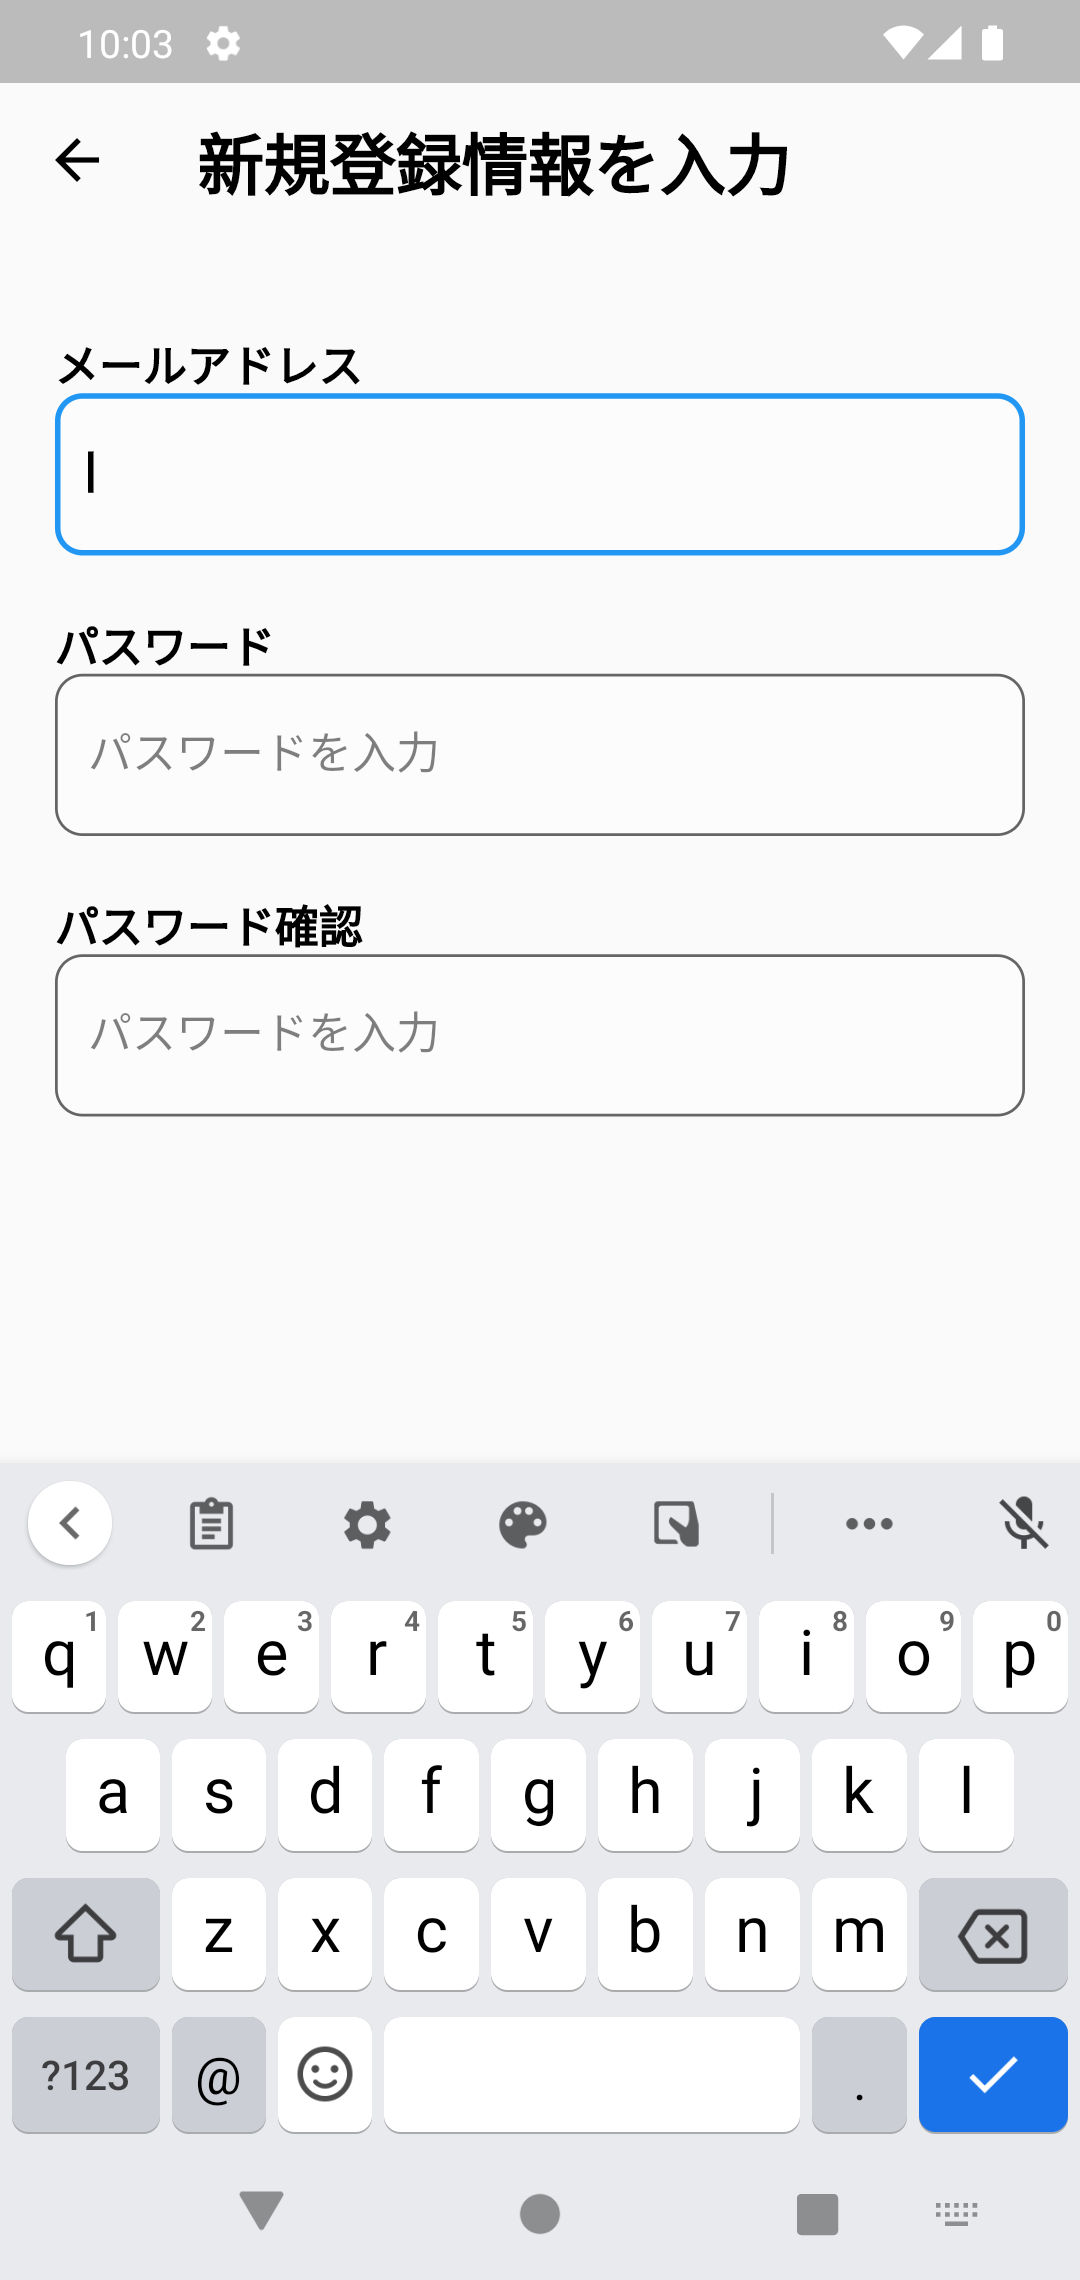 10:03
新規登録情報を入力
メールアドレス
パスワード
パスワードを入力
パスワード確認
パスワードを入力
q 1 w 2 e 3 r 4 t 5 y 6 u 7 i 8 o 9 p 0
a s d f g h j k l
z x c v b n m
?123 @ .